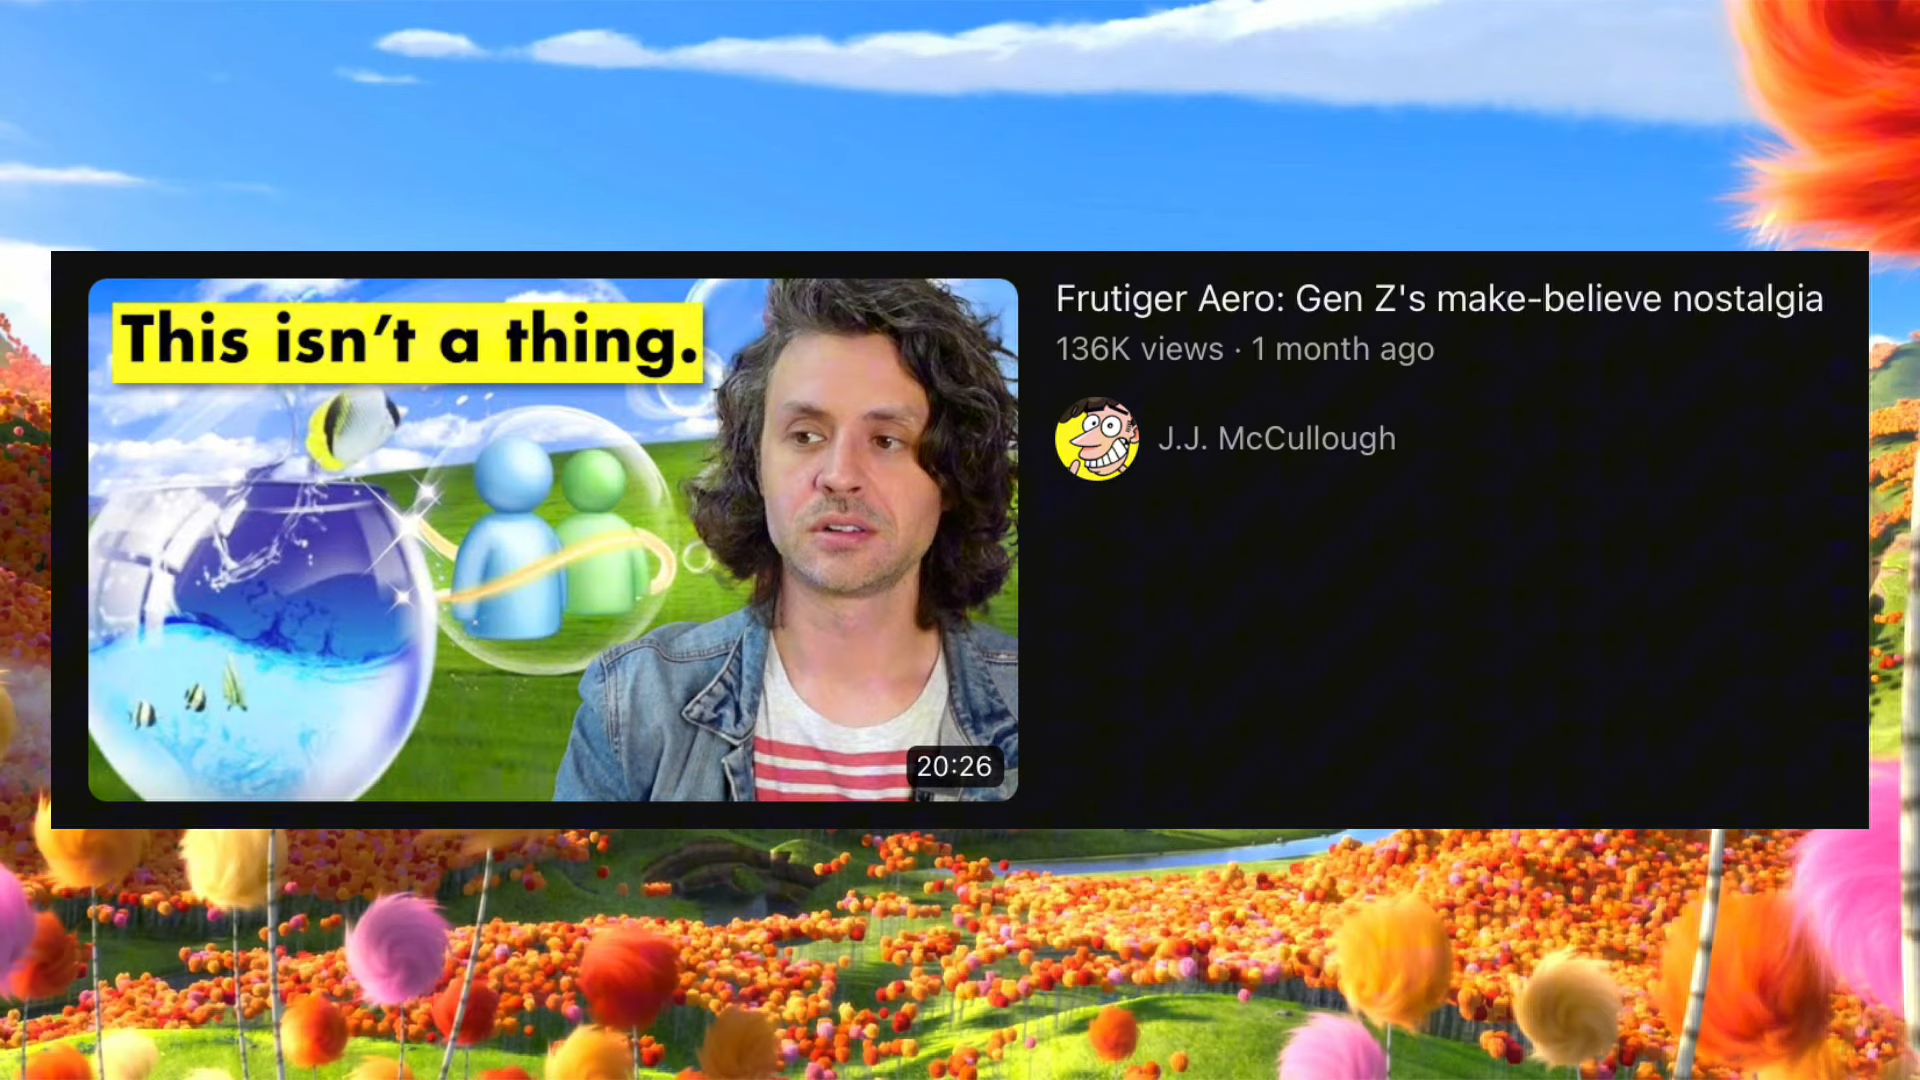 This isn't a thing.
20:26
Frutiger Aero: Gen Z's make-believe nostalgia
136K views · 1 month ago
J.J. McCullough